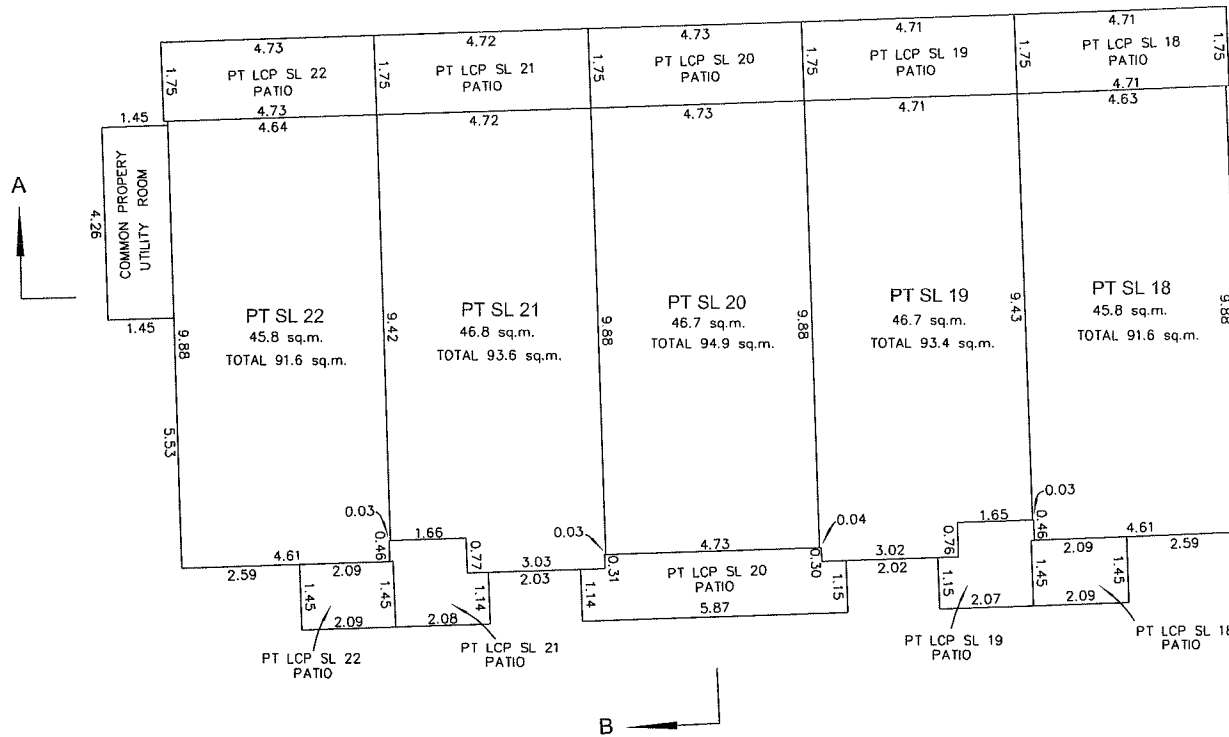 4.73
4.72
4.73
4.71
4.71
1.75
PT LCP SL 22
PATIO
1.75
PT LCP SL 21
PATIO
1.75
PT LCP SL 20
PATIO
1.75
PT LCP SL 19
PATIO
1.75
PT LCP SL 18
PATIO
1.75
4.73
4.72
4.73
4.71
4.71
4.64
4.63
1.45
A
4.26
COMMON PROPERY
UTILITY ROOM
1.45
9.88
5.53
PT SL 22
45.8 sq.m.
TOTAL 91.6 sq.m.
9.42
PT SL 21
46.8 sq.m.
TOTAL 93.6 sq.m.
9.88
PT SL 20
46.7 sq.m.
TOTAL 94.9 sq.m.
9.88
PT SL 19
46.7 sq.m.
TOTAL 93.4 sq.m.
9.43
PT SL 18
45.8 sq.m.
TOTAL 91.6 sq.m.
9.88
0.03
0.46
1.66
0.77
0.03
0.31
4.73
0.04
0.30
1.65
0.76
0.03
0.46
4.61
2.59
2.09
3.03
2.03
3.02
2.02
4.61
2.09
2.59
1.45
1.45
1.14
1.14
PT LCP SL 20
PATIO
1.15
1.15
1.45
1.45
2.09
2.08
5.87
2.07
2.09
PT LCP SL 22
PATIO
PT LCP SL 21
PATIO
PT LCP SL 19
PATIO
PT LCP SL 18
PATIO
B